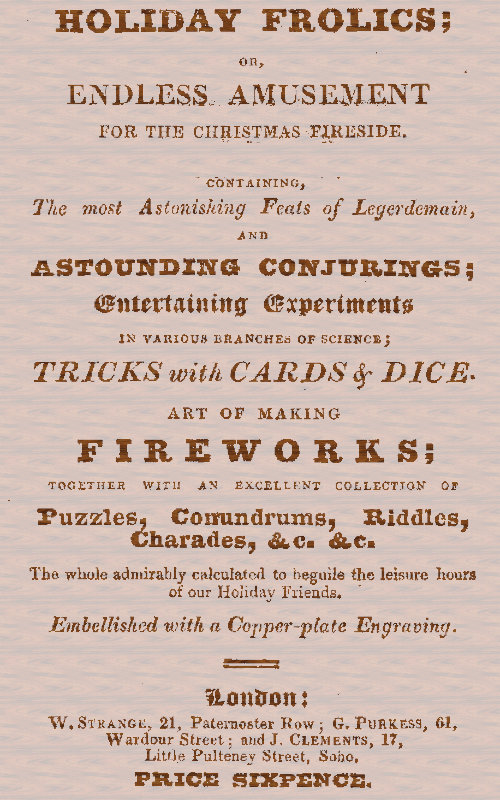 HOLIDAY FROLICS;
OR,
ENDLESS AMUSEMENT
FOR THE CHRISTMAS FIRESIDE.
CONTAINING,
The most Astonishing Feats of Legerdemain,
AND
ASTOUNDING CONJURINGS;
Entertaining Experiments
IN VARIOUS BRANCHES OF SCIENCE;
TRICKS with CARDS & DICE.
ART OF MAKING
FIREWORKS;
TOGETHER WITH AN EXCELLENT COLLECTION OF
Puzzles, Conundrums, Riddles,
Charades, &c. &c.
The whole admirably calculated to beguile the leisure hours
of our Holiday Friends.
Embellished with a Copper-plate Engraving.
London:
W. STRANGE, 21, Paternoster Row; G. PURKESS, 61,
Wardour Street; and J. CLEMENTS, 17,
Little Pulteney Street, Soho.
PRICE SIXPENCE.